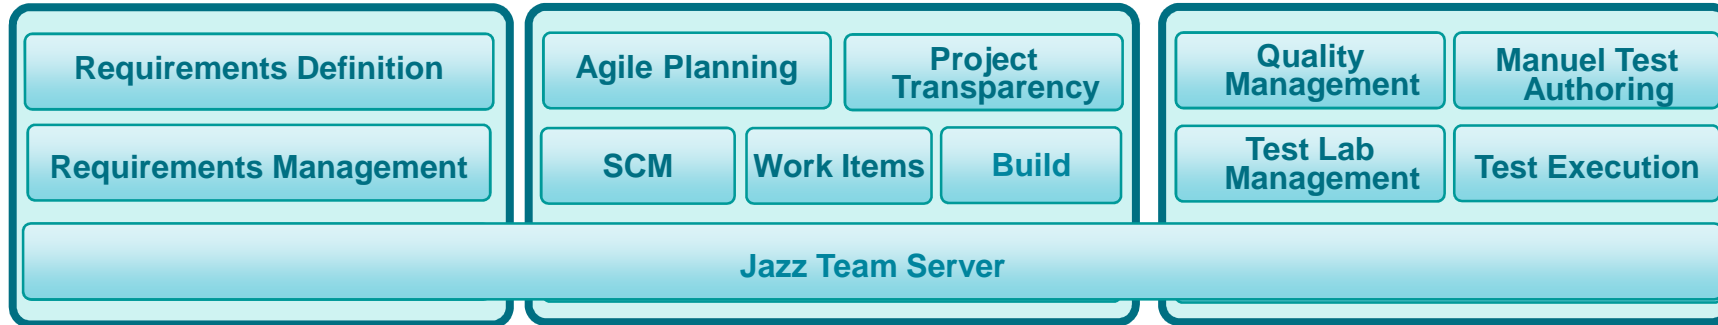 Requirements Definition
Requirements Management
Agile Planning
Project
Transparency
SCM
Work Items
Build
Quality
Management
Manuel Test
Authoring
Test Lab
Management
Test Execution
Jazz Team Server